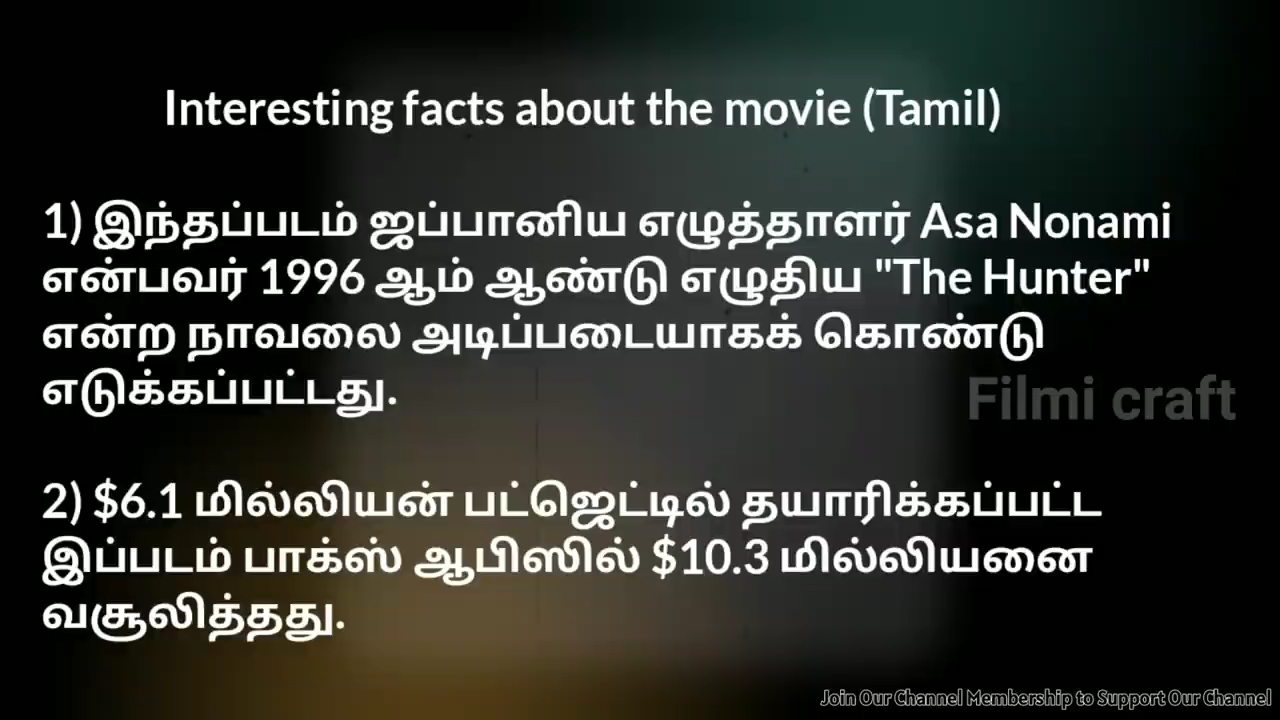 Interesting facts about the movie (Tamil)
1) இந்தப்படம் ஜப்பானிய எழுத்தாளர் Asa Nonami
என்பவர் 1996 ஆம் ஆண்டு எழுதிய "The Hunter"
என்ற நாவலை அடிப்படையாகக் கொண்டு
எடுக்கப்பட்டது.
Filmi craft
2) $6.1 மில்லியன் பட்ஜெட்டில் தயாரிக்கப்பட்ட
இப்படம் பாக்ஸ் ஆபிஸில் $10.3 மில்லியனை
வசூலித்தது.
Join Our Channel Membership to Support Our Channel